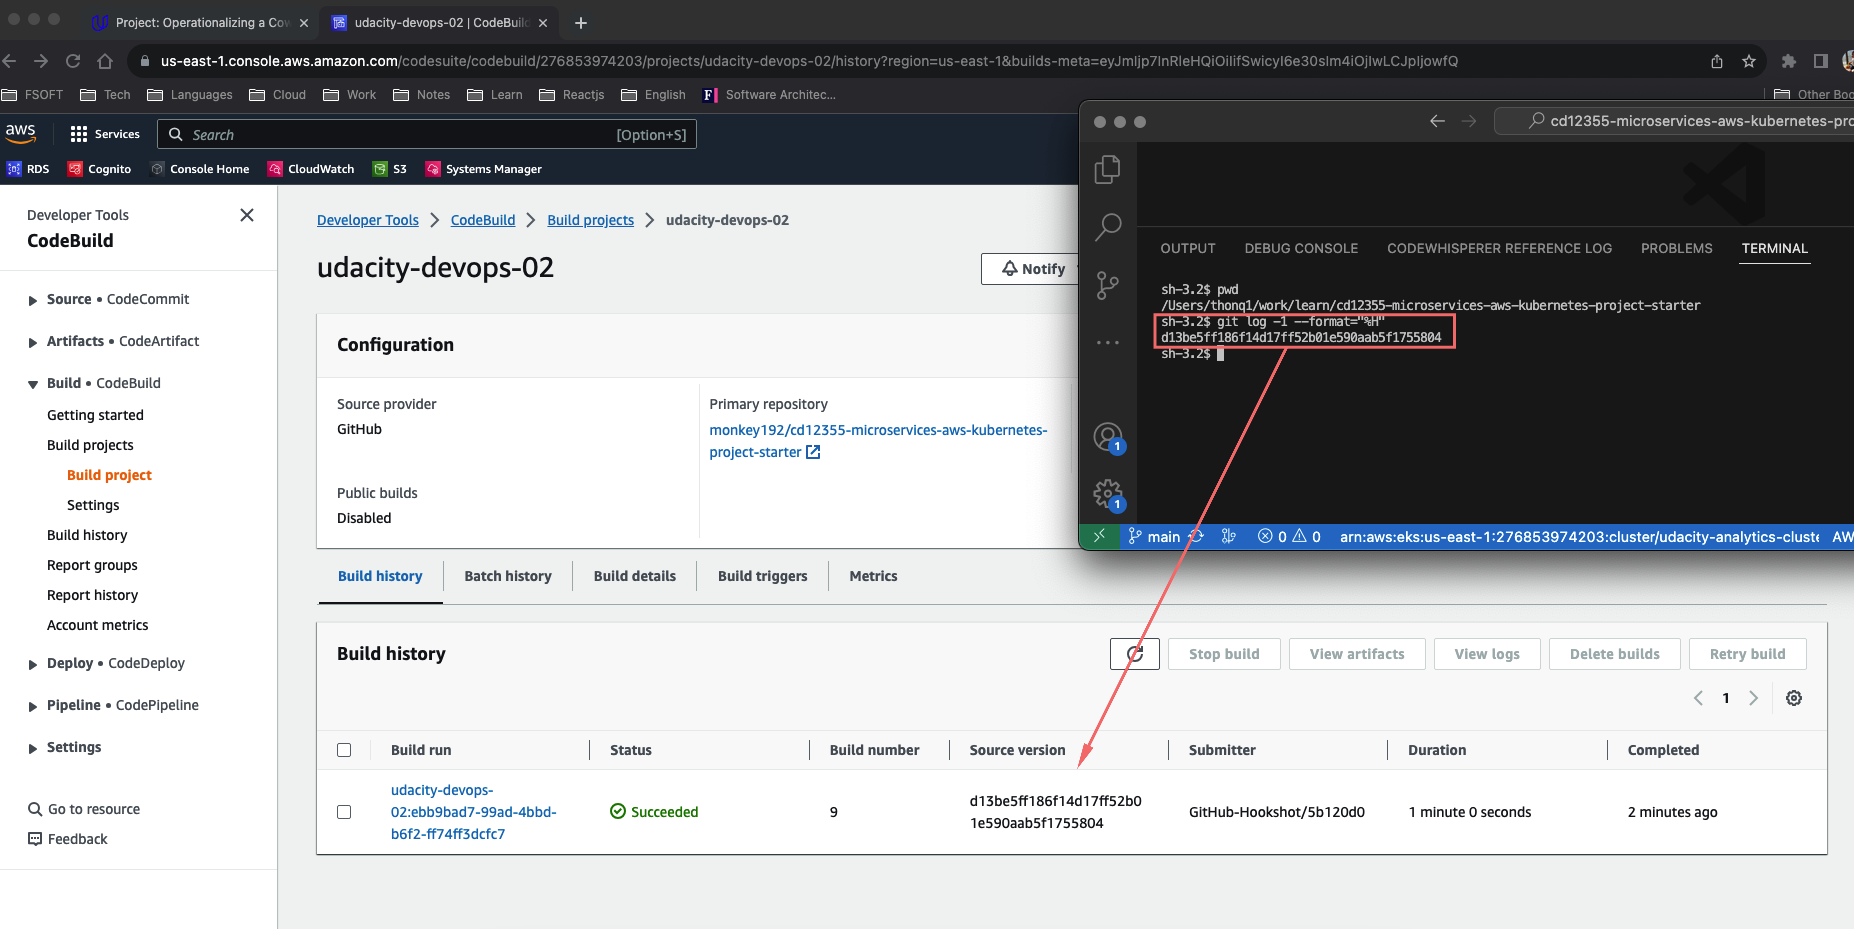 Project: Operationalizing a Cow
udacity-devops-02 | CodeBuild
us-east-1.console.aws.amazon.com/codesuite/codebuild/276853974203/projects/udacity-devops-02/history?region=us-east-1&builds-meta=
FSOFT Tech Languages Cloud Work Notes Learn Reactjs English Software Architec... Other Boo
aws Services Search [Option+S]
RDS Cognito Console Home CloudWatch S3 Systems Manager
Developer Tools
CodeBuild
Source • CodeCommit
Artifacts • CodeArtifact
Build • CodeBuild
Getting started
Build projects
Build project
Settings
Build history
Report groups
Report history
Account metrics
Deploy • CodeDeploy
Pipeline • CodePipeline
Settings
Go to resource
Feedback
Developer Tools > CodeBuild > Build projects > udacity-devops-02
udacity-devops-02
Notify
Configuration
Source provider
GitHub
Primary repository
monkey192/cd12355-microservices-aws-kubernetes-
project-starter
Public builds
Disabled
cd12355-microservices-aws-kubernetes-pro
OUTPUT DEBUG CONSOLE CODEWHISPERER REFERENCE LOG PROBLEMS TERMINAL
sh-3.2$ pwd
/Users/thonq1/work/learn/cd12355-microservices-aws-kubernetes-project-starter
sh-3.2$ git log -1 --format="%H"
d13be5ff186f14d17ff52b01e590aab5f1755804
sh-3.2$
1
1
main 0 0 arn:aws:eks:us-east-1:276853974203:cluster/udacity-analytics-cluste AW
Build history Batch history Build details Build triggers Metrics
Build history
Stop build View artifacts View logs Delete builds Retry build
1
Build run Status Build number Source version Submitter Duration Completed
udacity-devops-
02:ebb9bad7-99ad-4bbd-
b6f2-ff74ff3dcfc7
Succeeded
9
d13be5ff186f14d17ff52b0
1e590aab5f1755804
GitHub-Hookshot/5b120d0
1 minute 0 seconds
2 minutes ago